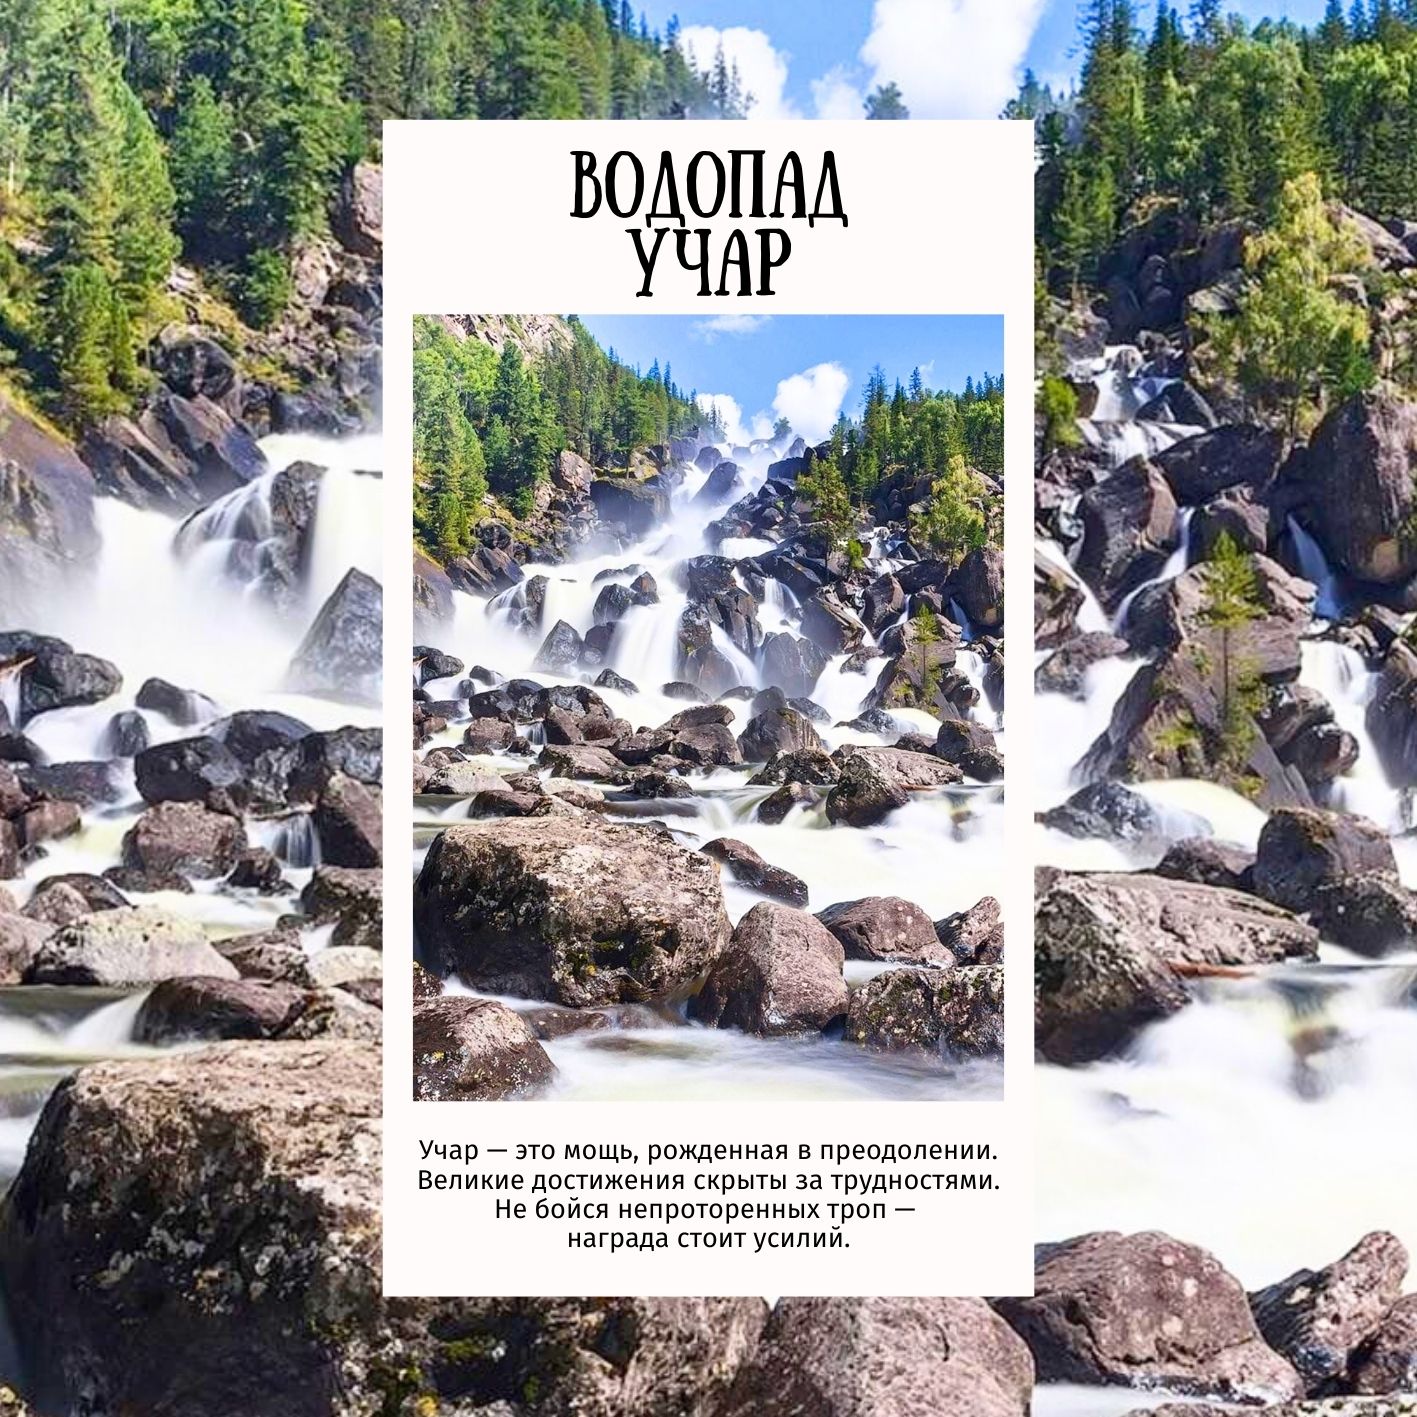 ВОДОПАД
УЧАР
Учар — это мощь, рожденная в преодолении.
Великие достижения скрыты за трудностями.
Не бойся непроторенных троп —
награда стоит усилий.